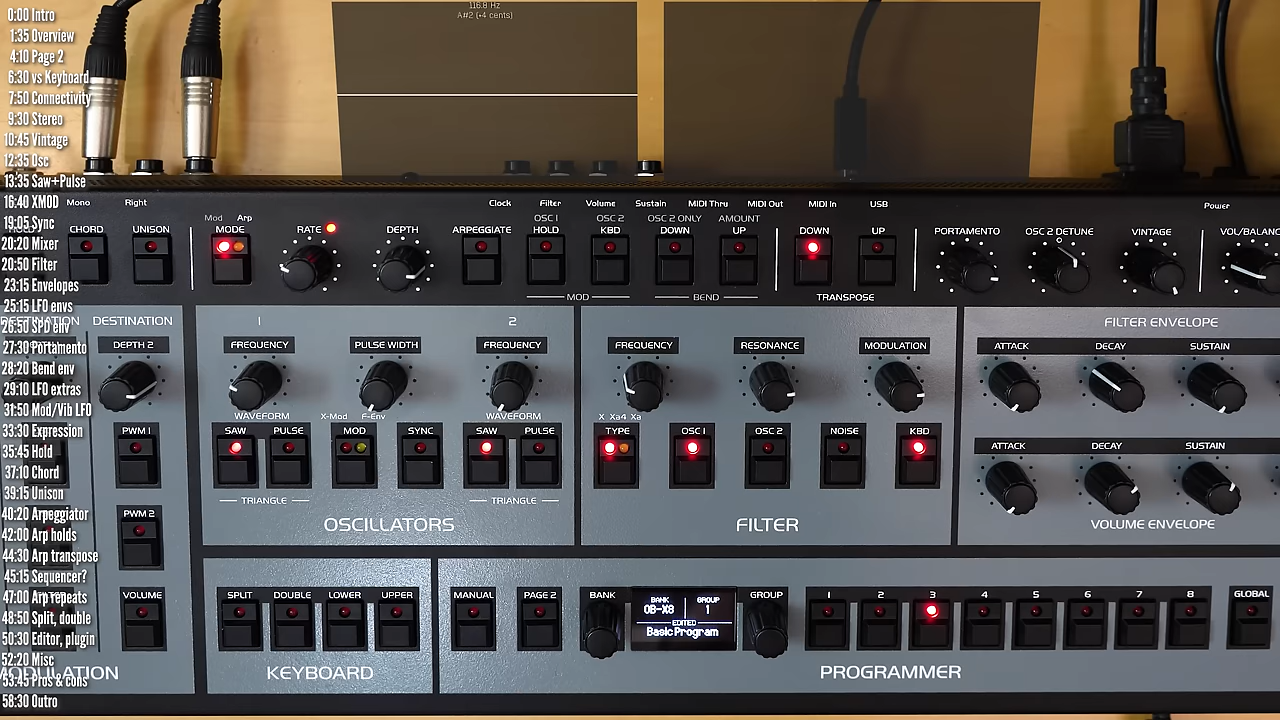 116.8 Hz
A#2 (+4 cents)
0:00 Intro
1:35 Overview
4:10 Page 2
6:30 vs Keyboard
7:50 Connectivity
9:30 Stereo
10:45 Vintage
12:35 Osc
13:35 Saw+Pulse
16:40 XMOD
19:05 Sync
20:20 Mixer
20:50 Filter
23:15 Envelopes
25:15 LFO envs
26:50 SPD env
27:30 Portamento
28:20 Bend env
29:10 LFO extras
31:50 Mod/Vib LFO
33:30 Expression
35:45 Hold
37:10 Chord
39:15 Unison
40:20 Arpeggiator
42:00 Arp holds
44:30 Arp transpose
45:15 Sequencer?
47:00 Arp repeats
48:50 Split, double
50:30 Editor, plugin
52:20 Misc
55:45 Pros & cons
58:30 Outro
Mono Right Clock Filter Volume Sustain MIDI Thru MIDI Out MIDI In USB Power
Mod Arp OSC 1 OSC 2 OSC 2 ONLY AMOUNT
CHORD UNISON MODE RATE DEPTH ARPEGGIATE HOLD KBD DOWN UP DOWN UP PORTAMENTO OSC 2 DETUNE VINTAGE VOL/BALANC
MOD BEND TRANSPOSE
DESTINATION 1 2 FILTER ENVELOPE
DEPTH 2 FREQUENCY PULSE WIDTH FREQUENCY FREQUENCY RESONANCE MODULATION ATTACK DECAY SUSTAIN
WAVEFORM X-Mod F-Env WAVEFORM X Xa4 Xa
PWM 1 SAW PULSE MOD SYNC SAW PULSE TYPE OSC 1 OSC 2 NOISE KBD ATTACK DECAY SUSTAIN
TRIANGLE TRIANGLE
PWM 2 OSCILLATORS FILTER VOLUME ENVELOPE
VOLUME SPLIT DOUBLE LOWER UPPER MANUAL PAGE 2 BANK GROUP 1 2 3 4 5 6 7 8 GLOBAL
BANK GROUP
OB-X8 1
EDITED
Basic Program
LATION KEYBOARD PROGRAMMER